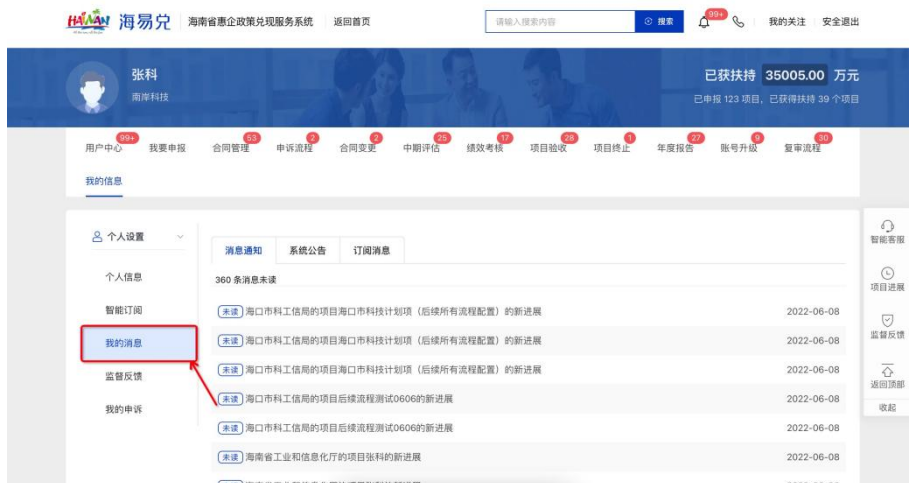 HAINAN 海易兑 海南省惠企政策兑现服务系统 返回首页 请输入搜索内容 搜索 99+ 我的关注 安全退出
张科
南岸科技
已获扶持 35005.00 万元
已申报 123 项目，已获得扶持 39 个项目
99+ 53 2 2 25 17 28 1 27 9 30
用户中心 我要申报 合同管理 申诉流程 合同变更 中期评估 绩效考核 项目验收 项目终止 年度报告 账号升级 复审流程
我的信息
个人设置
个人信息
智能订阅
我的消息
监督反馈
我的申诉
消息通知 系统公告 订阅消息
360 条消息未读
未读 海口市科工信局的项目海口市科技计划项（后续所有流程配置）的新进展 2022-06-08
未读 海口市科工信局的项目海口市科技计划项（后续所有流程配置）的新进展 2022-06-08
未读 海口市科工信局的项目海口市科技计划项（后续所有流程配置）的新进展 2022-06-08
未读 海口市科工信局的项目后续流程测试0606的新进展 2022-06-08
未读 海口市科工信局的项目后续流程测试0606的新进展 2022-06-08
未读 海南省工业和信息化厅的项目张科的新进展 2022-06-08
智能客服
项目进展
监督反馈
返回顶部
收起